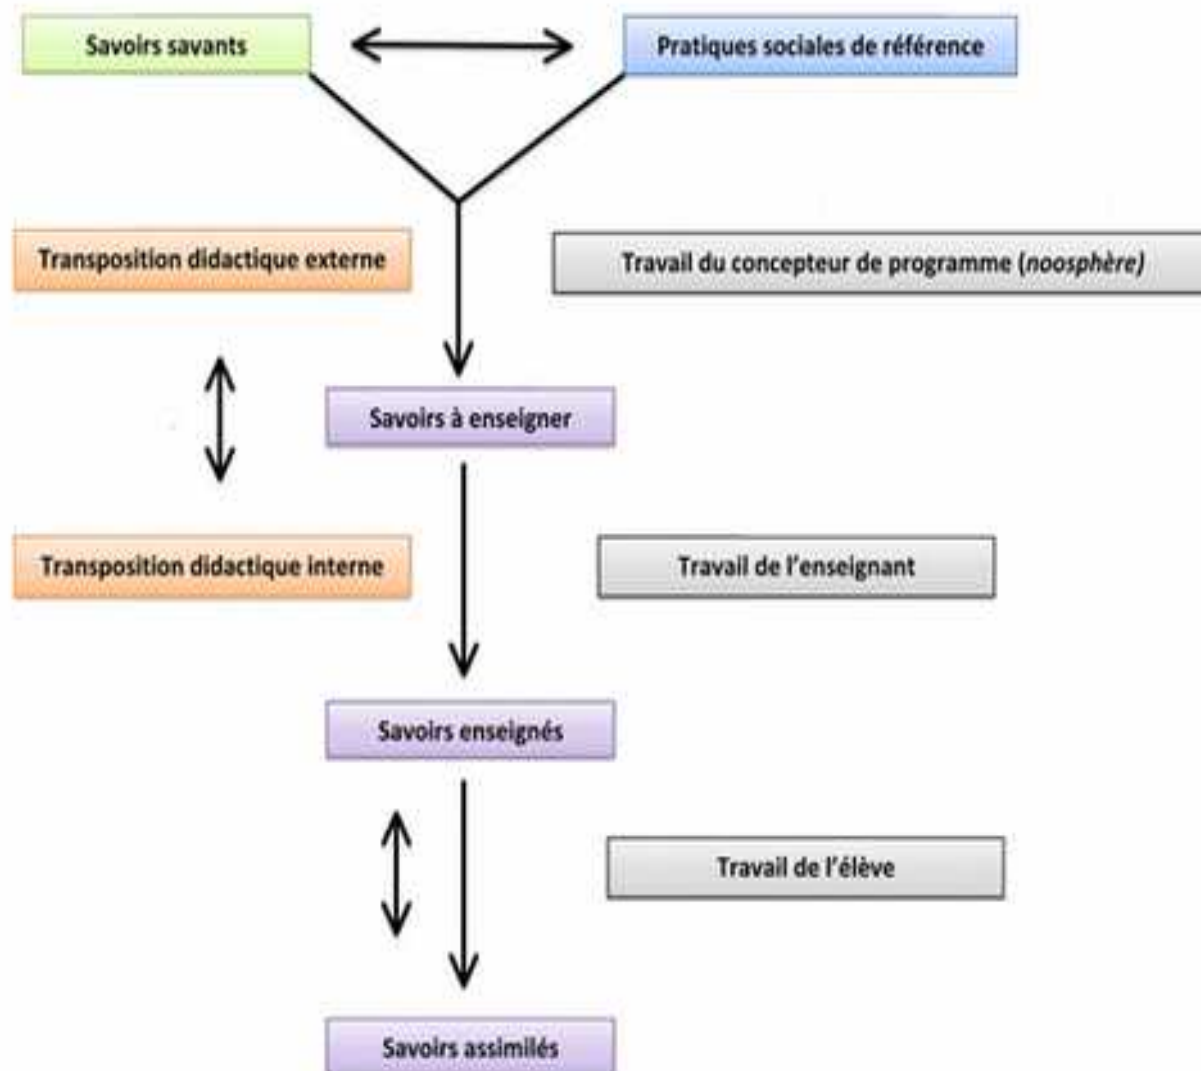 Savoirs savants
Pratiques sociales de référence
Transposition didactique externe
Travail du concepteur de programme (noosphère)
Savoirs à enseigner
Transposition didactique interne
Travail de l'enseignant
Savoirs enseignés
Travail de l'élève
Savoirs assimilés